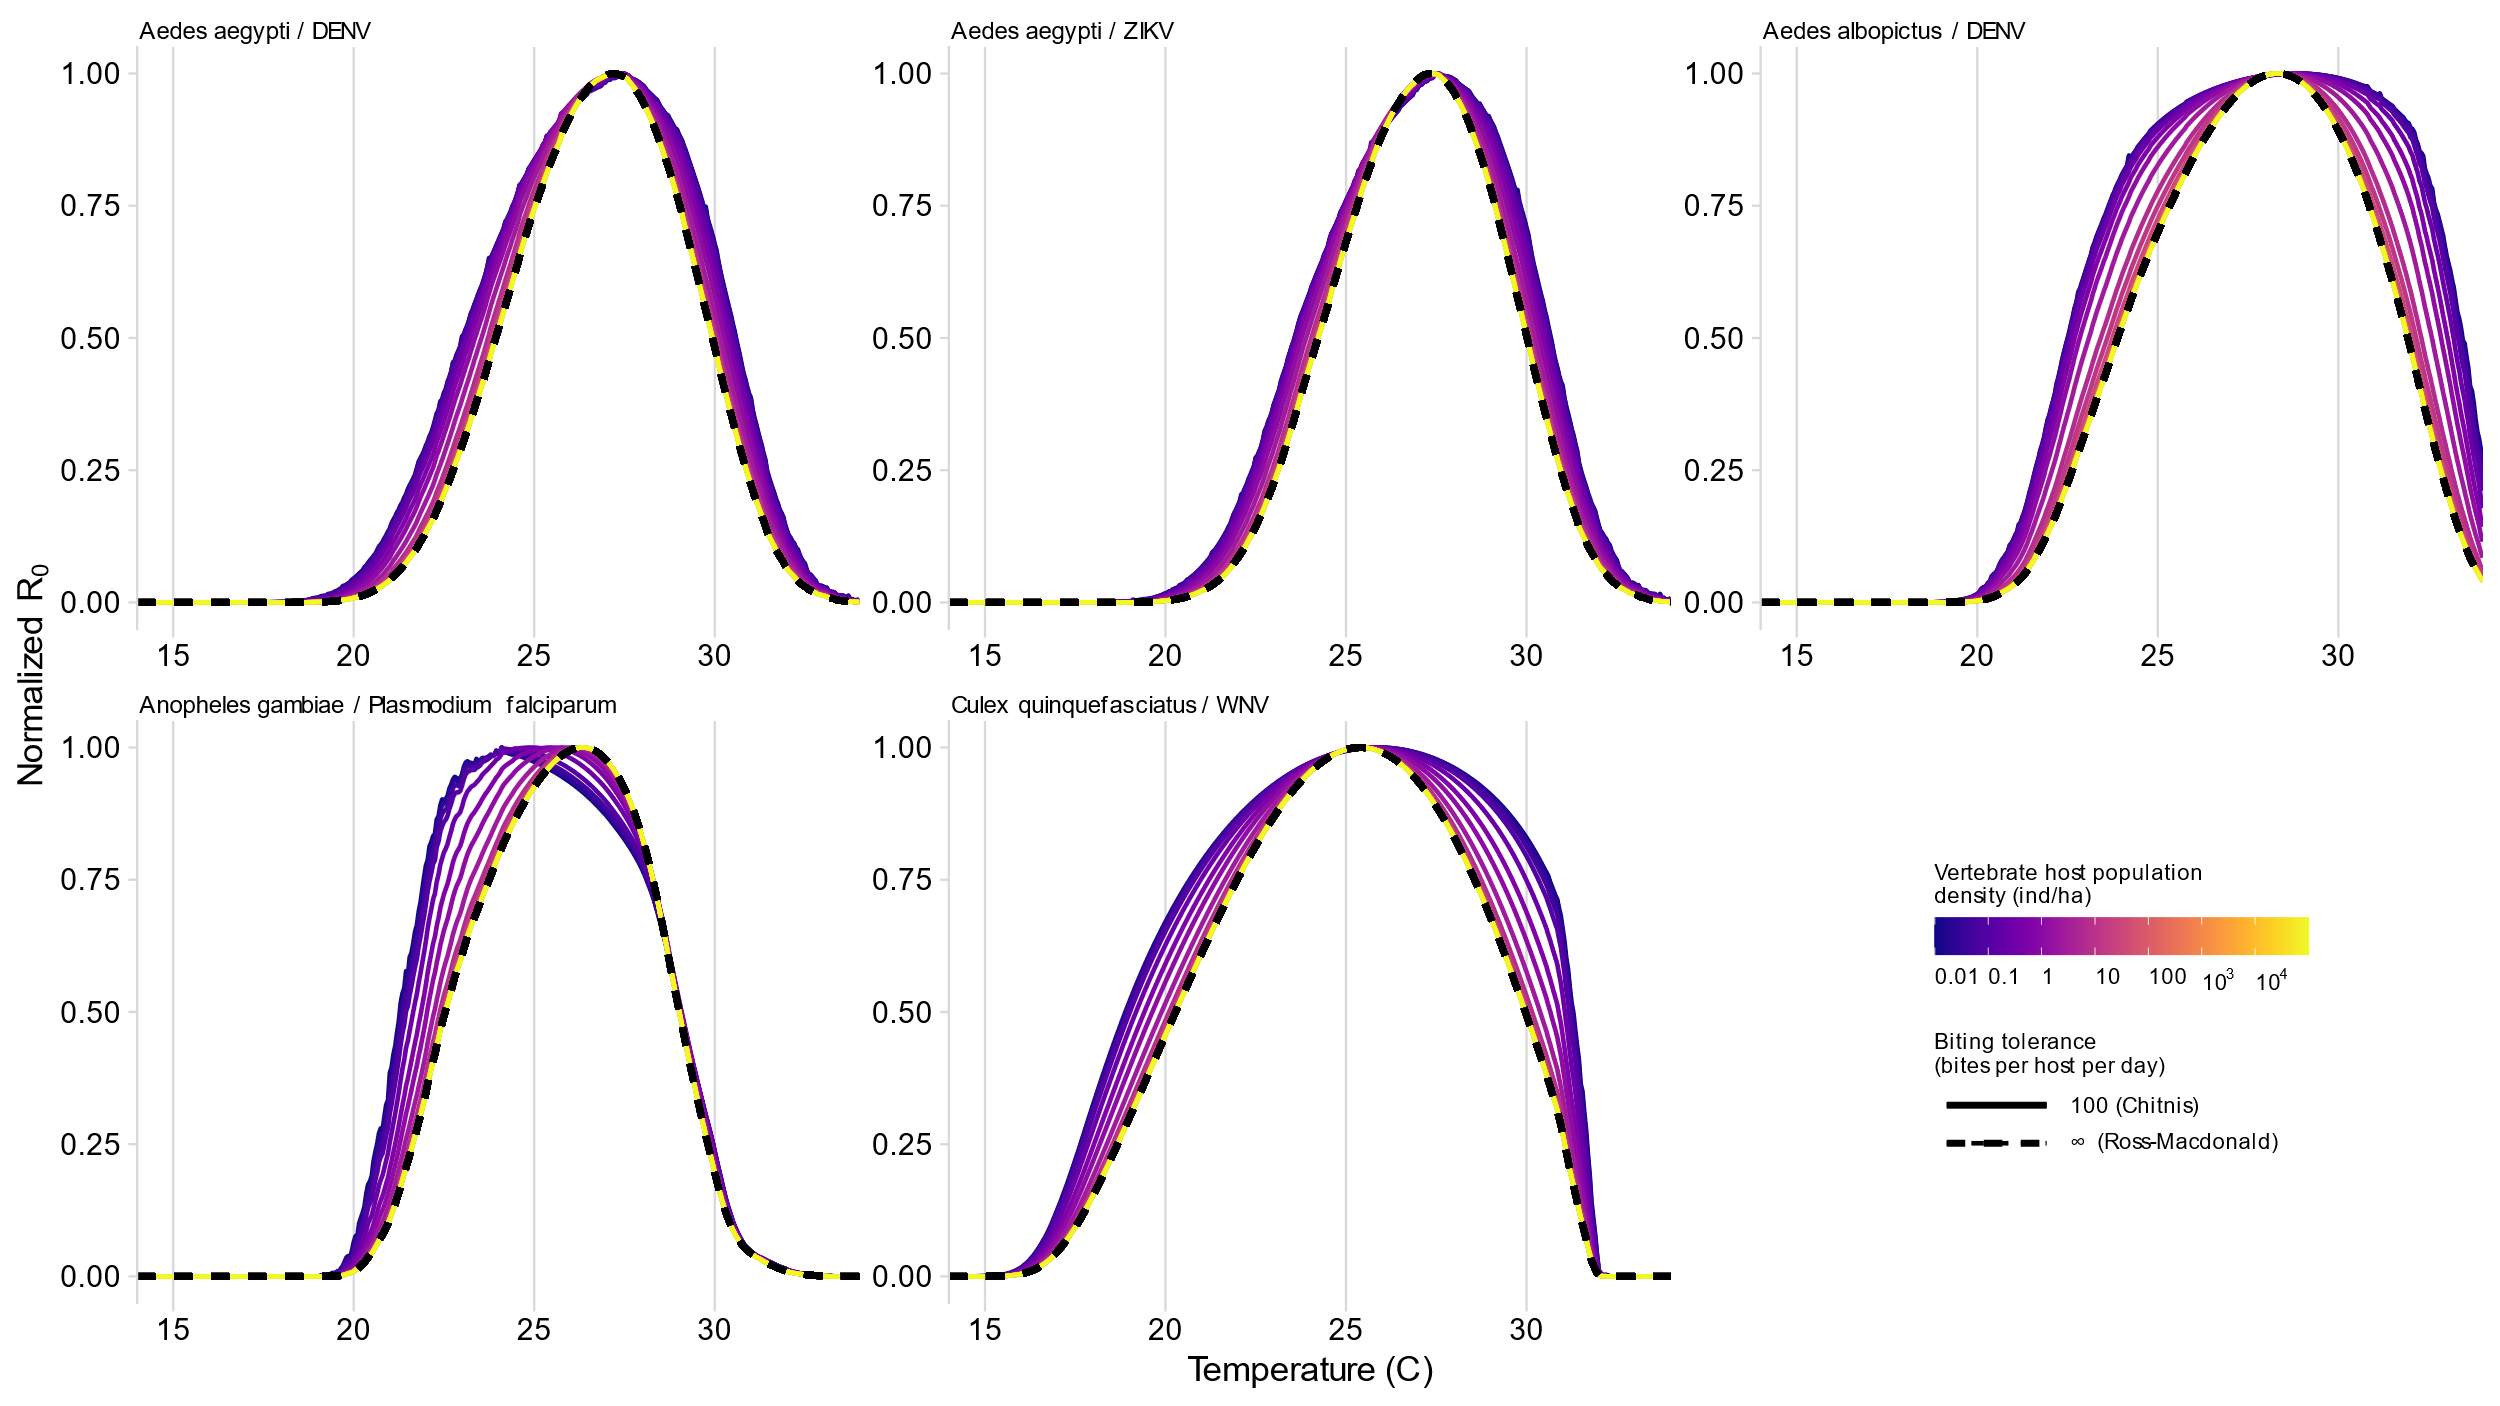 Aedes aegypti / DENV
1.00
0.75
0.50
0.25
0.00
15 20 25 30
Aedes aegypti / ZIKV
1.00
0.75
0.50
0.25
0.00
15 20 25 30
Aedes albopictus / DENV
1.00
0.75
0.50
0.25
0.00
15 20 25 30
Normalized R₀
Anopheles gambiae / Plasmodium falciparum
1.00
0.75
0.50
0.25
0.00
15 20 25 30
Culex quinquefasciatus / WNV
1.00
0.75
0.50
0.25
0.00
15 20 25 30
Temperature (C)
Vertebrate host population
density (ind/ha)
0.01 0.1 1 10 100 10³ 10⁴
Biting tolerance
(bites per host per day)
100 (Chitnis)
∞ (Ross-Macdonald)